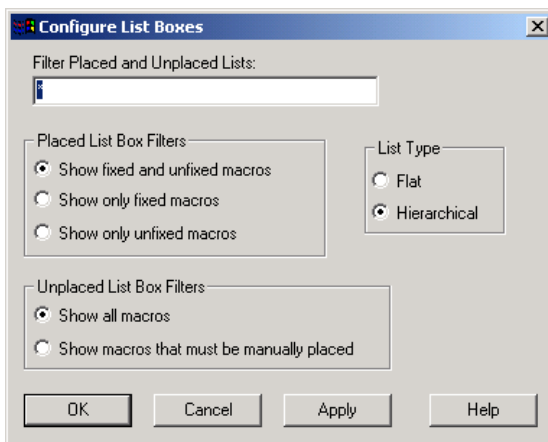 Configure List Boxes
Filter Placed and Unplaced Lists:
*
Placed List Box Filters
Show fixed and unfixed macros
Show only fixed macros
Show only unfixed macros
List Type
Flat
Hierarchical
Unplaced List Box Filters
Show all macros
Show macros that must be manually placed
OK
Cancel
Apply
Help